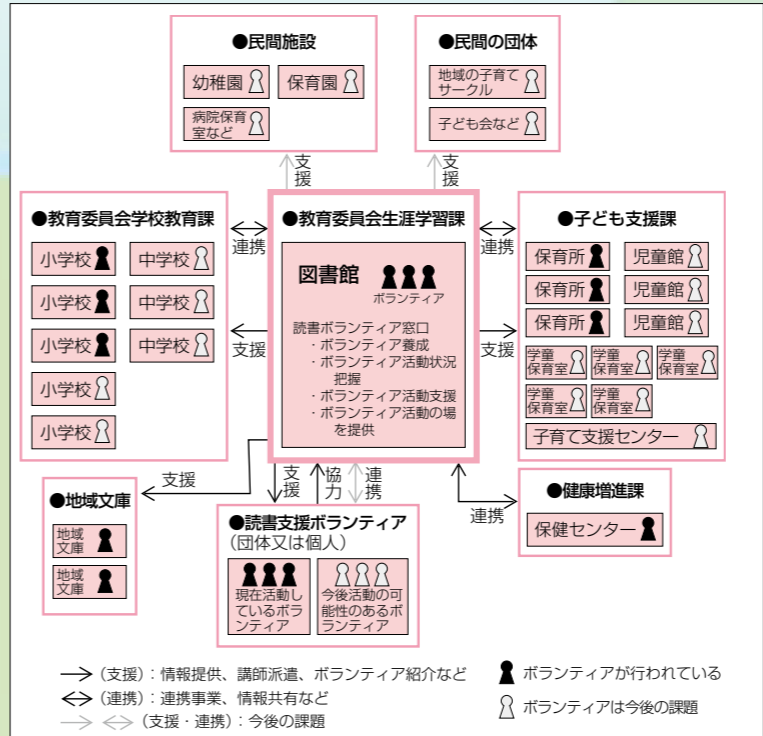 ●民間施設
幼稚園
保育園
病院保育
室など
●民間の団体
地域の子育て
サークル
子ども会など
支援
支援
●教育委員会学校教育課
小学校
中学校
小学校
中学校
小学校
中学校
小学校
小学校
連携
支援
●教育委員会生涯学習課
図書館
ボランティア
読書ボランティア窓口
・ボランティア養成
・ボランティア活動状況
把握
・ボランティア活動支援
・ボランティア活動の場
を提供
連携
支援
●子ども支援課
保育所
児童館
保育所
児童館
保育所
児童館
学童
保育室
学童
保育室
学童
保育室
学童
保育室
学童
保育室
子育て支援センター
支援
●地域文庫
地域
文庫
地域
文庫
支援
協力
連携
●読書支援ボランティア
(団体又は個人)
現在活動し
ているボラ
ンティア
今後活動の可
能性のあるボ
ランティア
連携
●健康増進課
保健センター
(支援):情報提供、講師派遣、ボランティア紹介など
(連携):連携事業、情報共有など
(支援・連携):今後の課題
ボランティアが行われている
ボランティアは今後の課題